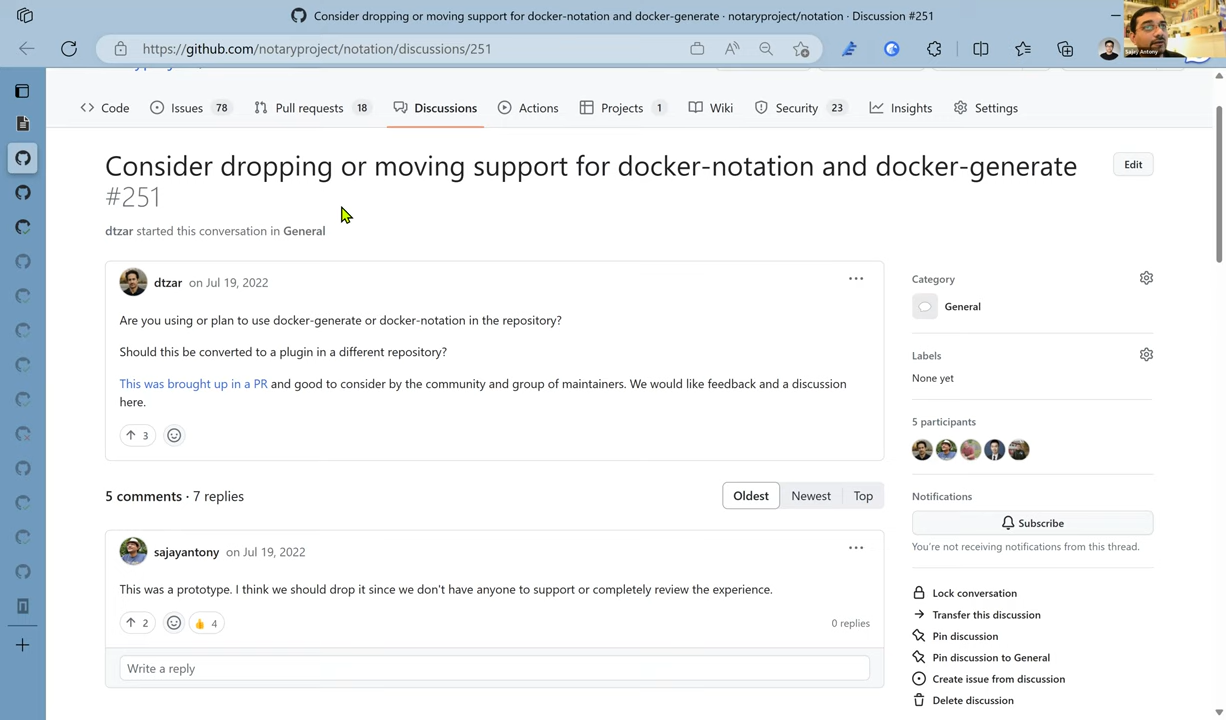 Consider dropping or moving support for docker-notation and docker-generate · notaryproject/notation · Discussion #251
https://github.com/notaryproject/notation/discussions/251
Sajay Antony
Code
Issues 78
Pull requests 18
Discussions
Actions
Projects 1
Wiki
Security 23
Insights
Settings
Consider dropping or moving support for docker-notation and docker-generate
#251
Edit
dtzar started this conversation in General
dtzar on Jul 19, 2022
Are you using or plan to use docker-generate or docker-notation in the repository?
Should this be converted to a plugin in a different repository?
This was brought up in a PR and good to consider by the community and group of maintainers. We would like feedback and a discussion
here.
3
5 comments · 7 replies
Oldest
Newest
Top
sajayantony on Jul 19, 2022
This was a prototype. I think we should drop it since we don't have anyone to support or completely review the experience.
2
4
0 replies
Write a reply
Category
General
Labels
None yet
5 participants
Notifications
Subscribe
You're not receiving notifications from this thread.
Lock conversation
Transfer this discussion
Pin discussion
Pin discussion to General
Create issue from discussion
Delete discussion